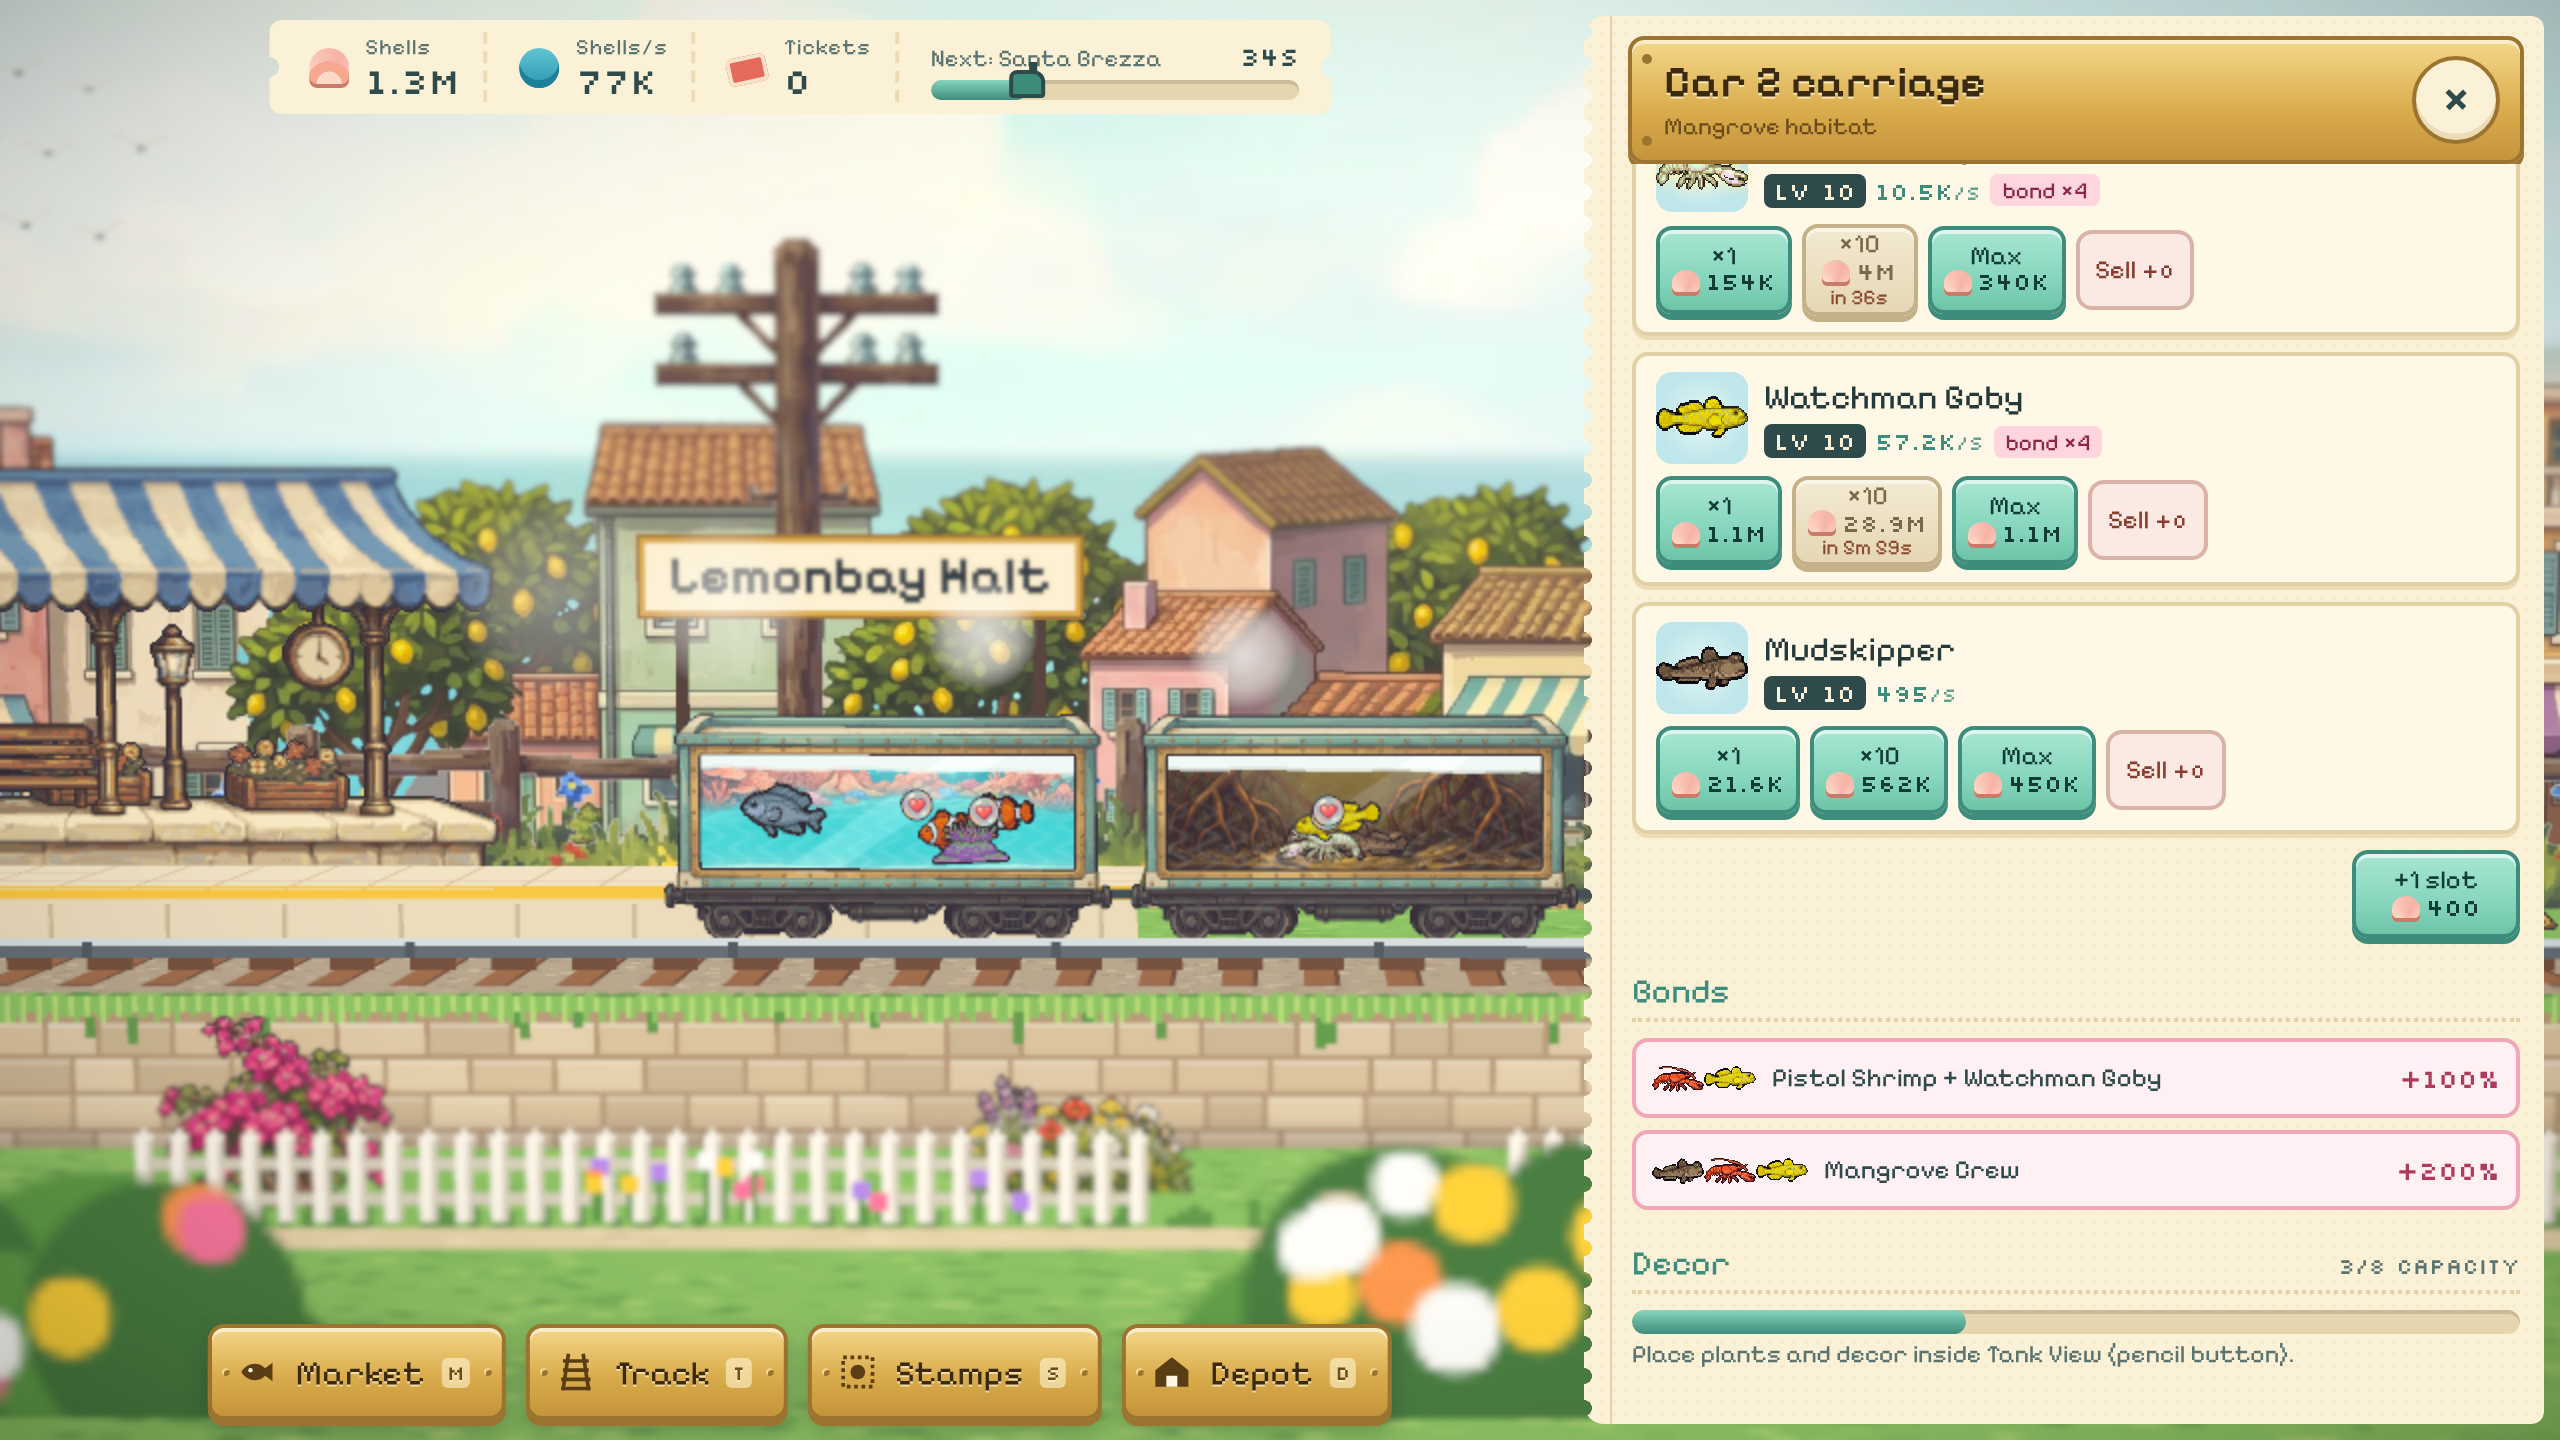 Shells
1.3M
Shells/s
77K
Tickets
0
Next: Santa Brezza
34s
Car 2 carriage
Mangrove habitat
×
LV 10 10.5K/s bond ×4
×1
154K
×10
4M
in 36s
Max
340K
Sell +0
Watchman Goby
LV 10 57.2K/s bond ×4
×1
1.1M
×10
28.9M
in 5m 59s
Max
1.1M
Sell +0
Mudskipper
LV 10 495/s
×1
21.6K
×10
562K
Max
450K
Sell +0
+1 slot
400
Bonds
Pistol Shrimp + Watchman Goby +100%
Mangrove Crew +200%
Decor
3/8 CAPACITY
Place plants and decor inside Tank View (pencil button).
Lemonbay Halt
Market M
Track T
Stamps S
Depot D